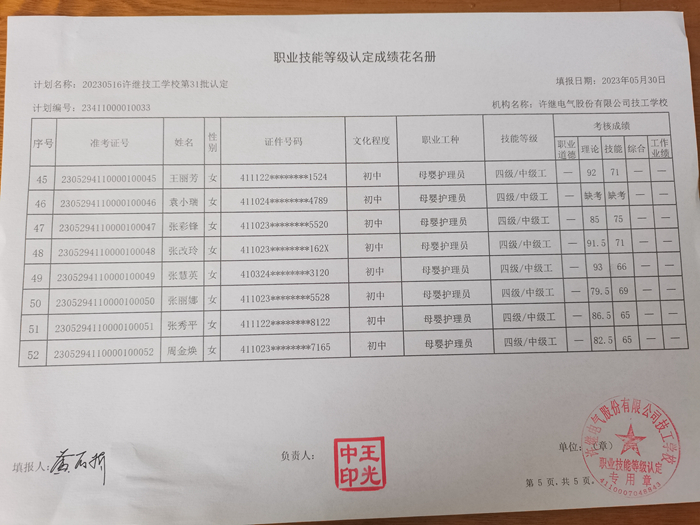 职业技能等级认定成绩花名册
计划名称：20230516许继技工学校第31批认定 填报日期：2023年05月30日
计划编号：23411000010033 机构名称：许继电气股份有限公司技工学校
序号 准考证号 姓名 性别 证件号码 文化程度 职业工种 技能等级 考核成绩
职业道德 理论 技能 综合 工作业绩
45 2305294110000100045 王丽芳 女 411122********1524 初中 母婴护理员 四级/中级工 — 92 71 — —
46 2305294110000100046 袁小瑞 女 411024********4789 初中 母婴护理员 四级/中级工 — 缺考 缺考 — —
47 2305294110000100047 张彩锋 女 411023********5520 初中 母婴护理员 四级/中级工 — 85 75 — —
48 2305294110000100048 张改玲 女 411023********162X 初中 母婴护理员 四级/中级工 — 91.5 71 — —
49 2305294110000100049 张慧英 女 410324********3120 初中 母婴护理员 四级/中级工 — 93 66 — —
50 2305294110000100050 张丽娜 女 411023********5528 初中 母婴护理员 四级/中级工 — 79.5 69 — —
51 2305294110000100051 张秀平 女 411122********8122 初中 母婴护理员 四级/中级工 — 86.5 65 — —
52 2305294110000100052 周金焕 女 411023********7165 初中 母婴护理员 四级/中级工 — 82.5 65 — —
填报人： 负责人： 单位：（章）
王光中印
许继电气股份有限公司技工学校
职业技能等级认定
专用章
第 5 页, 共 5 页.